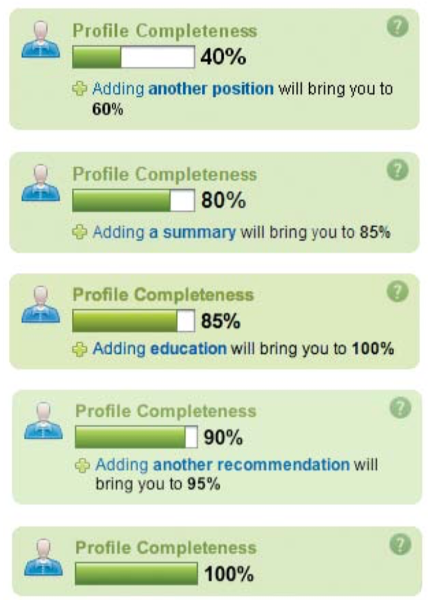 Profile Completeness ?
40%
Adding another position will bring you to
60%
Profile Completeness ?
80%
Adding a summary will bring you to 85%
Profile Completeness ?
85%
Adding education will bring you to 100%
Profile Completeness ?
90%
Adding another recommendation will
bring you to 95%
Profile Completeness ?
100%